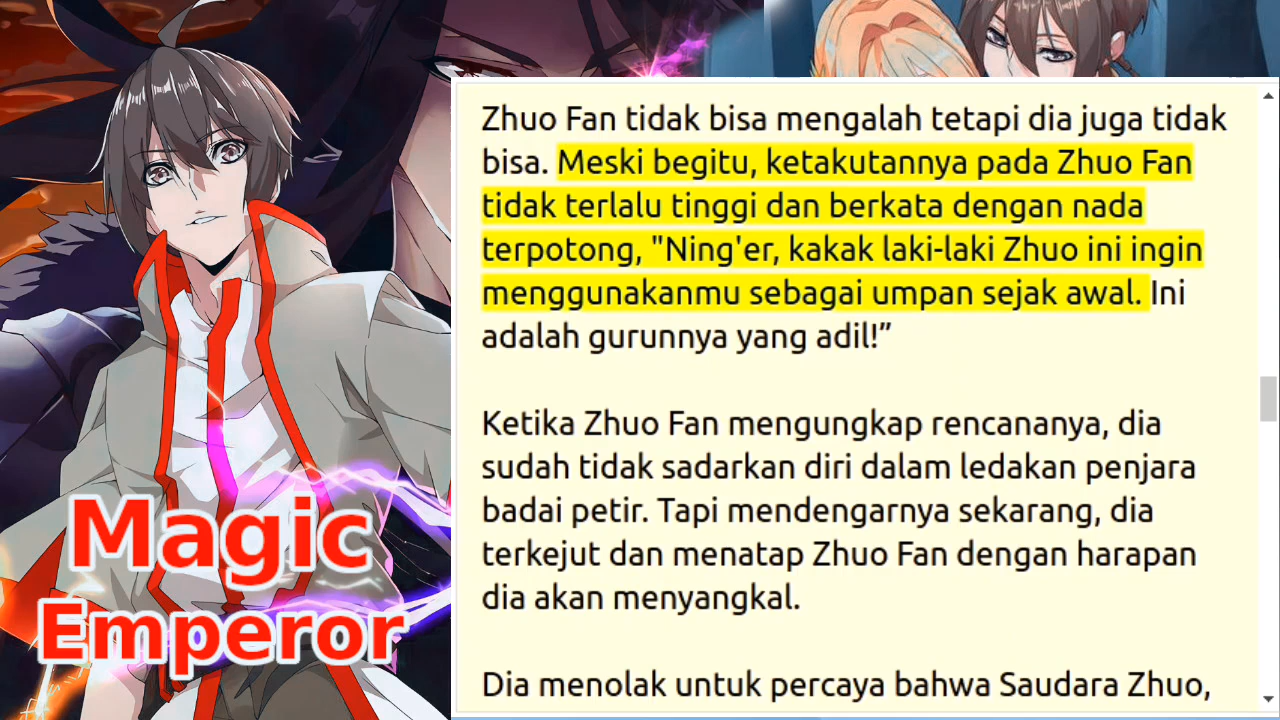 Magic
Emperor
Zhuo Fan tidak bisa mengalah tetapi dia juga tidak
bisa. Meski begitu, ketakutannya pada Zhuo Fan
tidak terlalu tinggi dan berkata dengan nada
terpotong, "Ning'er, kakak laki-laki Zhuo ini ingin
menggunakanmu sebagai umpan sejak awal. Ini
adalah gurunnya yang adil!”
Ketika Zhuo Fan mengungkap rencananya, dia
sudah tidak sadarkan diri dalam ledakan penjara
badai petir. Tapi mendengarnya sekarang, dia
terkejut dan menatap Zhuo Fan dengan harapan
dia akan menyangkal.
Dia menolak untuk percaya bahwa Saudara Zhuo,